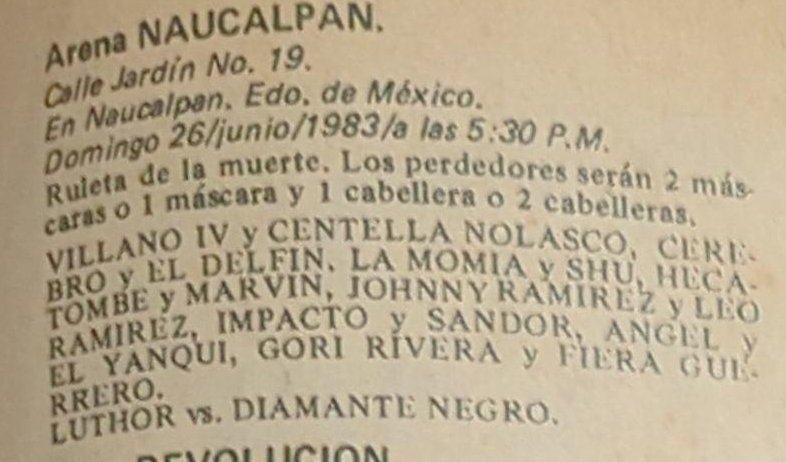 Arena NAUCALPAN.
Calle Jardín No. 19.
En Naucalpan. Edo. de México.
Domingo 26/junio/1983/a las 5:30 P.M.
Ruleta de la muerte. Los perdedores serán 2 más-
caras o 1 máscara y 1 cabellera o 2 cabelleras.
VILLANO IV y CENTELLA NOLASCO, CERE-
BRO y EL DELFIN. LA MOMIA y SHU, HECA-
TOMBE y MARVIN, JOHNNY RAMIREZ y LEO
RAMIREZ, IMPACTO y SANDOR, ANGEL y
EL YANQUI, GORI RIVERA y FIERA GUE-
RRERO.
LUTHOR vs. DIAMANTE NEGRO.
REVOLUCION